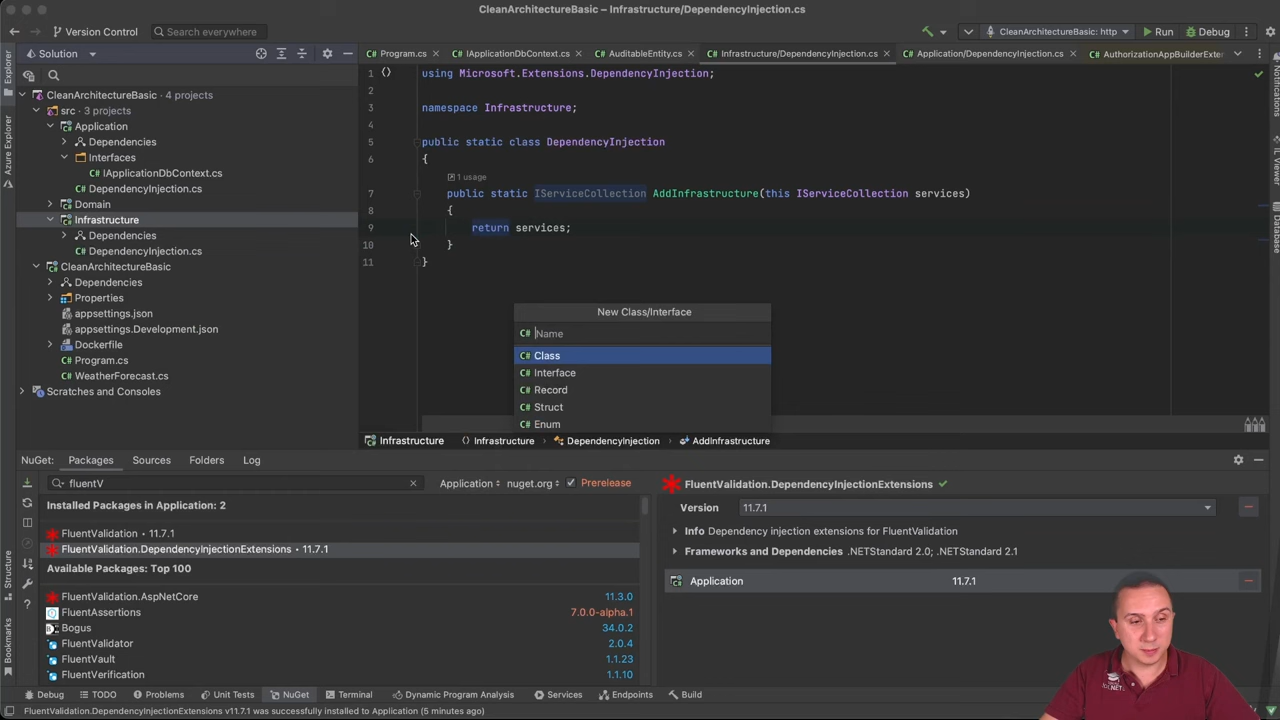 CleanArchitectureBasic – Infrastructure/DependencyInjection.cs
Version Control
Search everywhere
CleanArchitectureBasic: http
Run
Debug
Explorer
Azure Explorer
Structure
Bookmarks
Solution
CleanArchitectureBasic • 4 projects
src • 3 projects
Application
Dependencies
Interfaces
IApplicationDbContext.cs
DependencyInjection.cs
Domain
Infrastructure
Dependencies
DependencyInjection.cs
CleanArchitectureBasic
Dependencies
Properties
appsettings.json
appsettings.Development.json
Dockerfile
Program.cs
WeatherForecast.cs
Scratches and Consoles
Program.cs
IApplicationDbContext.cs
AuditableEntity.cs
Infrastructure/DependencyInjection.cs
Application/DependencyInjection.cs
AuthorizationAppBuilderExter
1 using Microsoft.Extensions.DependencyInjection;
2
3 namespace Infrastructure;
4
5 public static class DependencyInjection
6 {
1 usage
7 public static IServiceCollection AddInfrastructure(this IServiceCollection services)
8 {
9 return services;
10 }
11 }
New Class/Interface
C# Name
C# Class
C# Interface
C# Record
C# Struct
C# Enum
Infrastructure
Infrastructure
DependencyInjection
AddInfrastructure
Notifications
IL Viewer
Database
NuGet:
Packages
Sources
Folders
Log
fluentV
Application
nuget.org
Prerelease
Installed Packages in Application: 2
FluentValidation • 11.7.1
FluentValidation.DependencyInjectionExtensions • 11.7.1
Available Packages: Top 100
FluentValidation.AspNetCore 11.3.0
FluentAssertions 7.0.0-alpha.1
Bogus 34.0.2
FluentValidator 2.0.4
FluentVault 1.1.23
FluentVerification 1.1.10
FluentValidation.DependencyInjectionExtensions
Version 11.7.1
Info Dependency injection extensions for FluentValidation
Frameworks and Dependencies .NETStandard 2.0; .NETStandard 2.1
Application 11.7.1
Debug
TODO
Problems
Unit Tests
NuGet
Terminal
Dynamic Program Analysis
Services
Endpoints
Build
FluentValidation.DependencyInjectionExtensions v11.7.1 was successfully installed to Application (5 minutes ago)